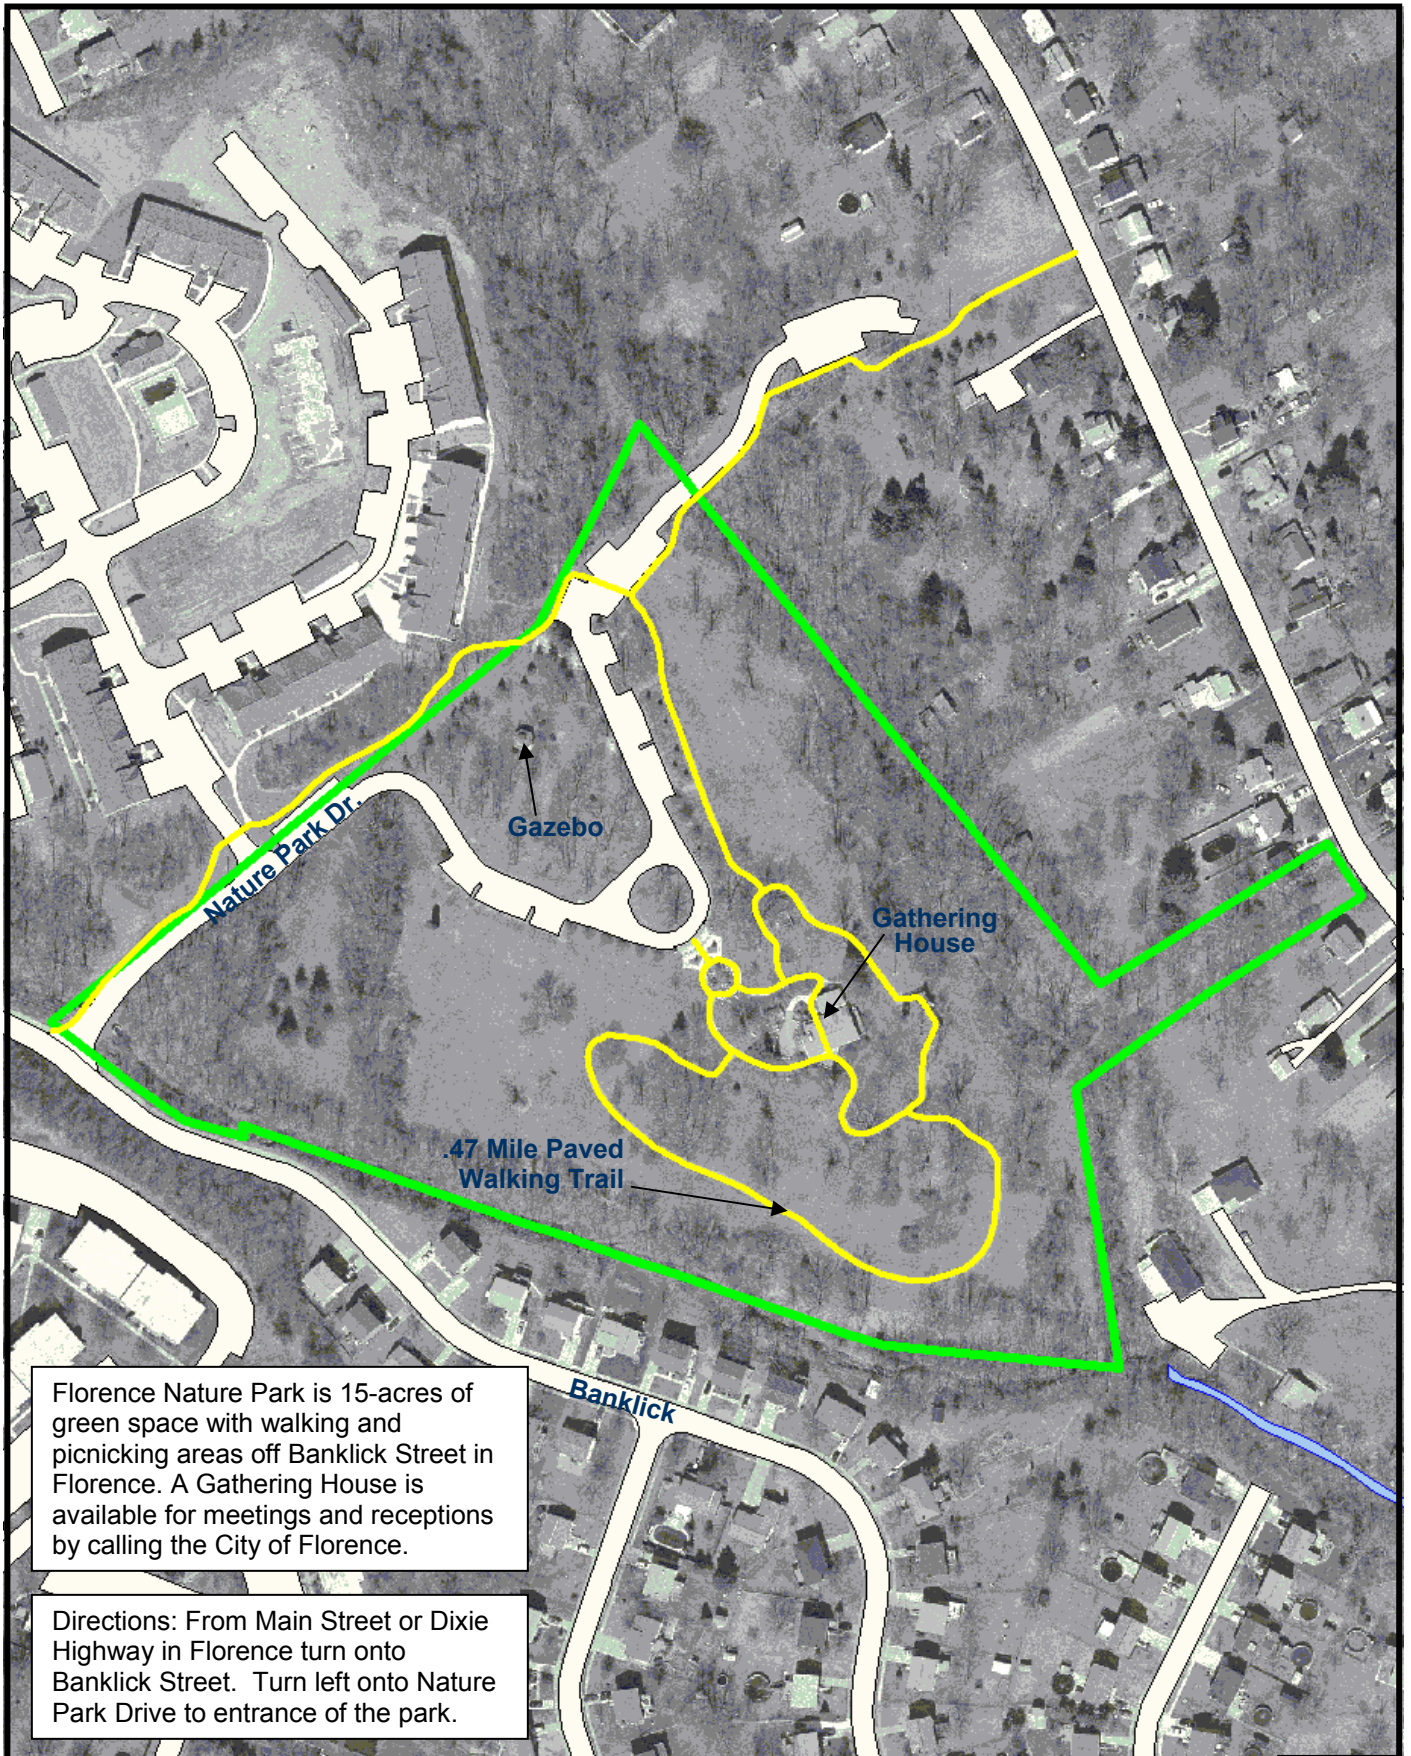 Gazebo
Nature Park Dr.
Gathering
House
.47 Mile Paved
Walking Trail
Banklick
Florence Nature Park is 15-acres of
green space with walking and
picnicking areas off Banklick Street in
Florence. A Gathering House is
available for meetings and receptions
by calling the City of Florence.
Directions: From Main Street or Dixie
Highway in Florence turn onto
Banklick Street.  Turn left onto Nature
Park Drive to entrance of the park.